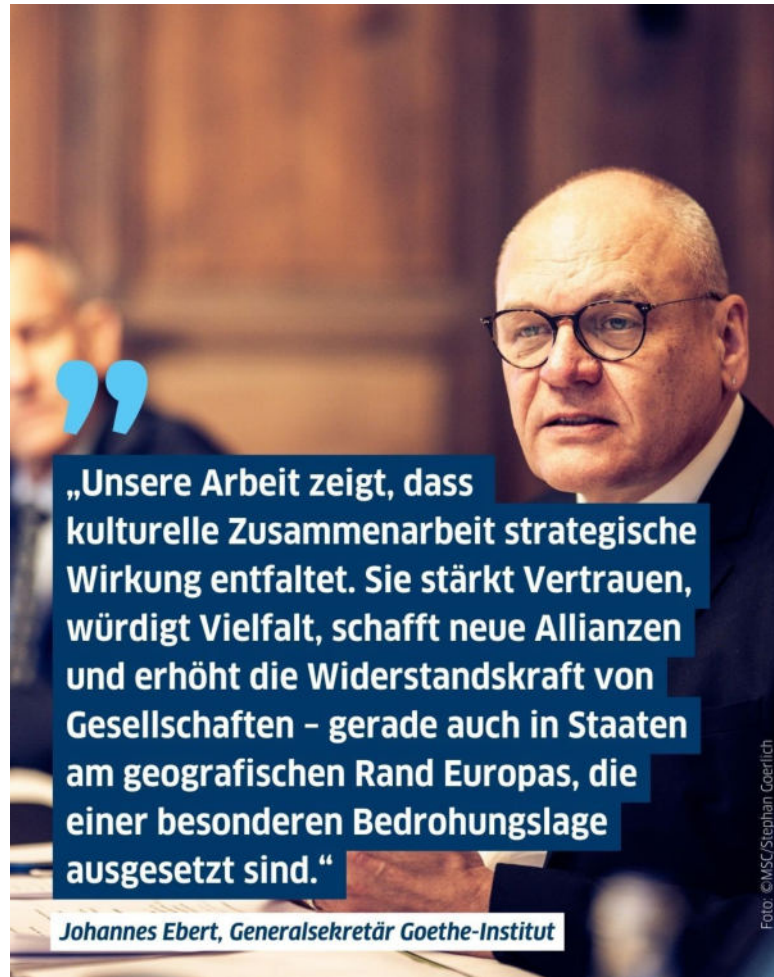 „Unsere Arbeit zeigt, dass
kulturelle Zusammenarbeit strategische
Wirkung entfaltet. Sie stärkt Vertrauen,
würdigt Vielfalt, schafft neue Allianzen
und erhöht die Widerstandskraft von
Gesellschaften – gerade auch in Staaten
am geografischen Rand Europas, die
einer besonderen Bedrohungslage
ausgesetzt sind.“
Johannes Ebert, Generalsekretär Goethe-Institut
Foto: ©MSC/Stephan Goerlich